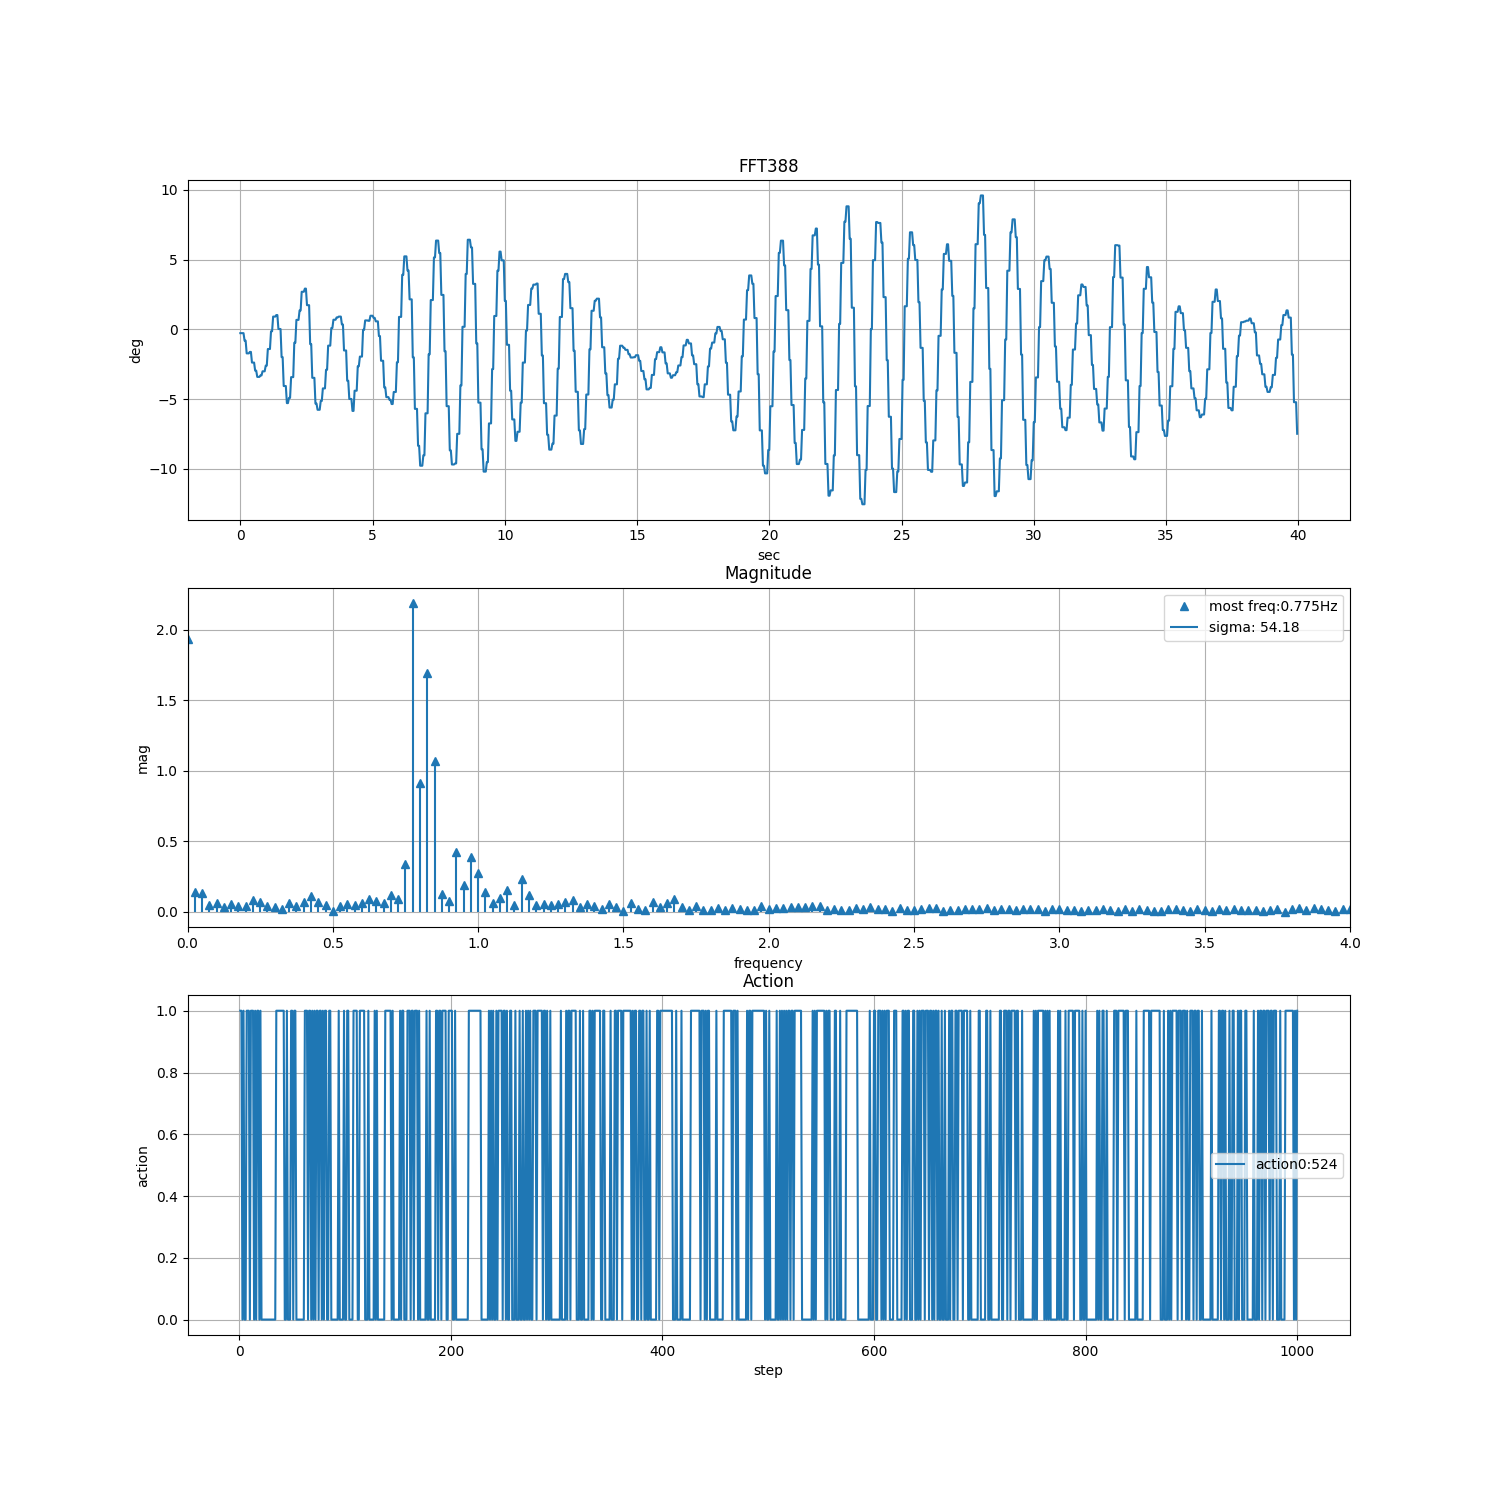 FFT388
10
5
0
−5
−10
deg
0 5 10 15 20 25 30 35 40
sec
Magnitude
most freq:0.775Hz
sigma: 54.18
2.0
1.5
1.0
0.5
0.0
mag
0.0 0.5 1.0 1.5 2.0 2.5 3.0 3.5 4.0
frequency
Action
1.0
0.8
0.6
0.4
0.2
0.0
action
action0:524
0 200 400 600 800 1000
step